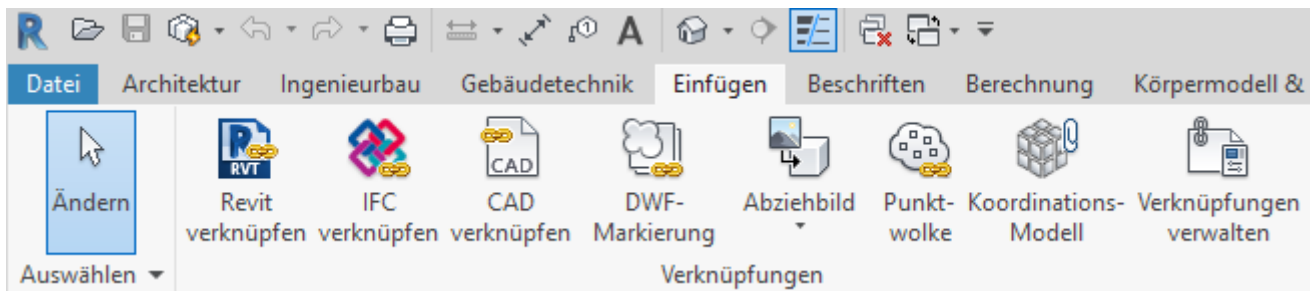 Datei Architektur Ingenieurbau Gebäudetechnik Einfügen Beschriften Berechnung Körpermodell &
RVT CAD
Ändern Revit IFC CAD DWF- Abziehbild Punkt- Koordinations- Verknüpfungen
verknüpfen verknüpfen verknüpfen Markierung wolke Modell verwalten
Auswählen Verknüpfungen